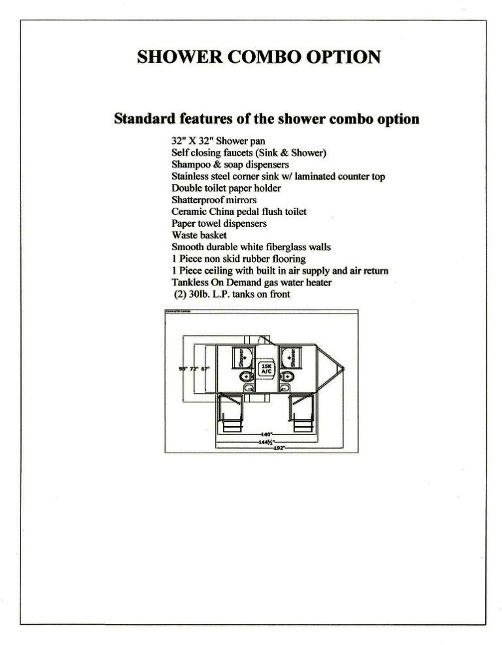 SHOWER COMBO OPTION
Standard features of the shower combo option
32" X 32" Shower pan
Self closing faucets (Sink & Shower)
Shampoo & soap dispensers
Stainless steel corner sink w/ laminated counter top
Double toilet paper holder
Shatterproof mirrors
Ceramic China pedal flush toilet
Paper towel dispensers
Waste basket
Smooth durable white fiberglass walls
1 Piece non skid rubber flooring
1 Piece ceiling with built in air supply and air return
Tankless On Demand gas water heater
(2) 30lb. L.P. tanks on front
15K
A/C
72" 67"
140"
144½"
192"